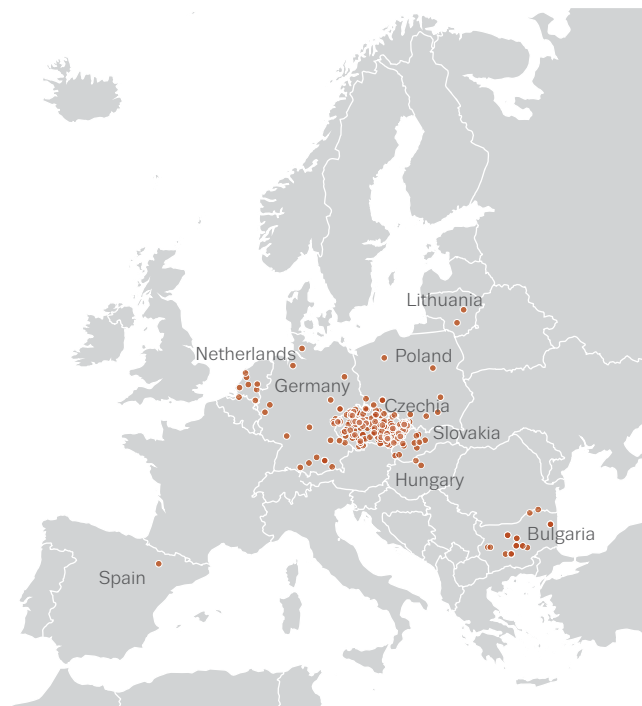 Lithuania
Netherlands
Poland
Germany
Czechia
Slovakia
Hungary
Bulgaria
Spain